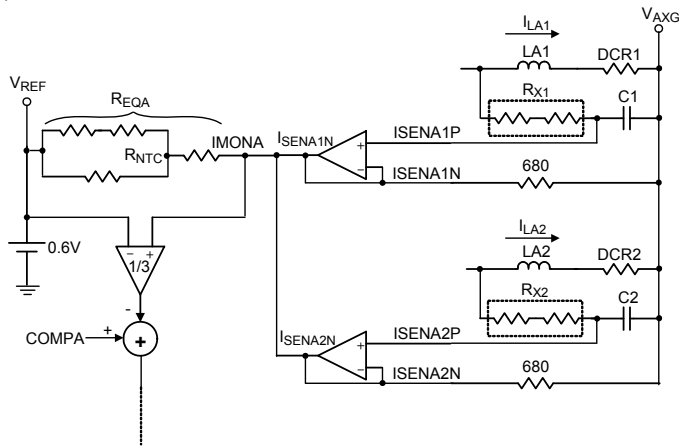 I_LA1
V_AXG
LA1
DCR1
V_REF
R_EQA
R_X1
C1
IMONA
I_SENA1N
ISENA1P
+
R_NTC
−
ISENA1N
680
0.6V
− +
1/3
I_LA2
LA2
DCR2
R_X2
C2
-
I_SENA2N
ISENA2P
COMPA
+
+
+
−
ISENA2N
680